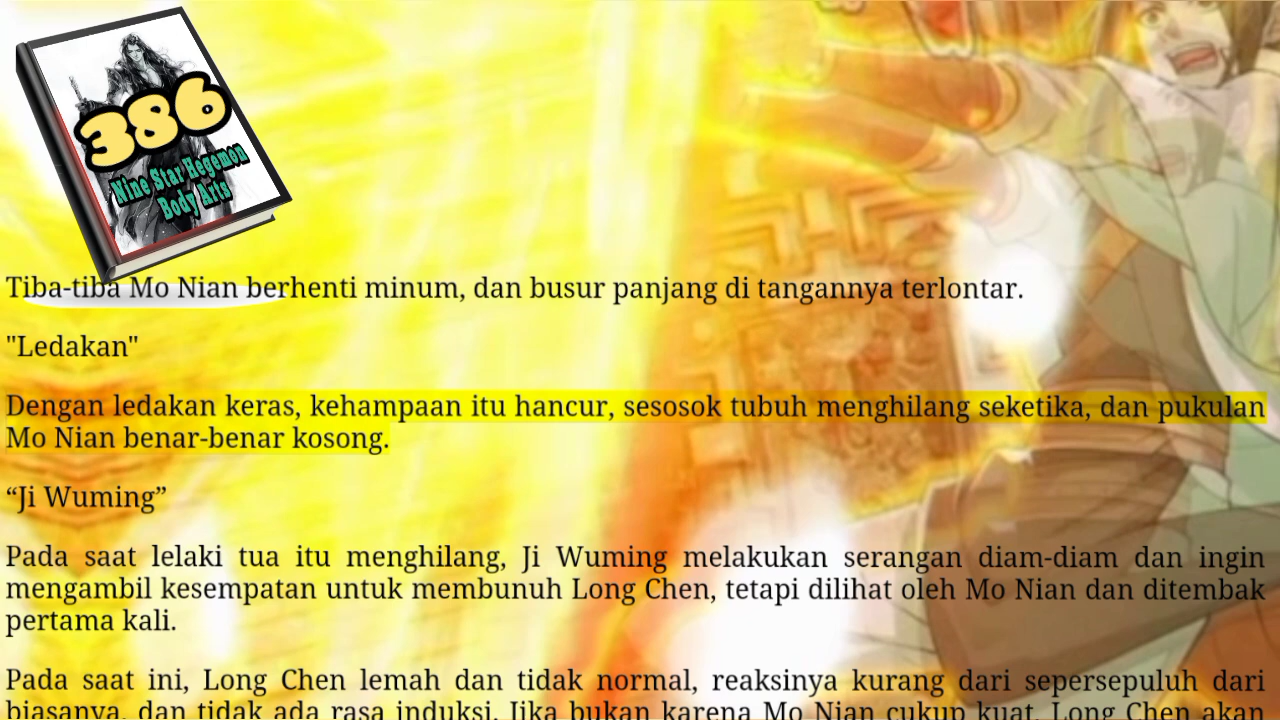 386
Nine Star Hegemon
Body Arts
Tiba-tiba Mo Nian berhenti minum, dan busur panjang di tangannya terlontar.
"Ledakan"
Dengan ledakan keras, kehampaan itu hancur, sesosok tubuh menghilang seketika, dan pukulan
Mo Nian benar-benar kosong.
“Ji Wuming”
Pada saat lelaki tua itu menghilang, Ji Wuming melakukan serangan diam-diam dan ingin
mengambil kesempatan untuk membunuh Long Chen, tetapi dilihat oleh Mo Nian dan ditembak
pertama kali.
Pada saat ini, Long Chen lemah dan tidak normal, reaksinya kurang dari sepersepuluh dari
biasanya, dan tidak ada rasa induksi. Jika bukan karena Mo Nian cukup kuat, Long Chen akan